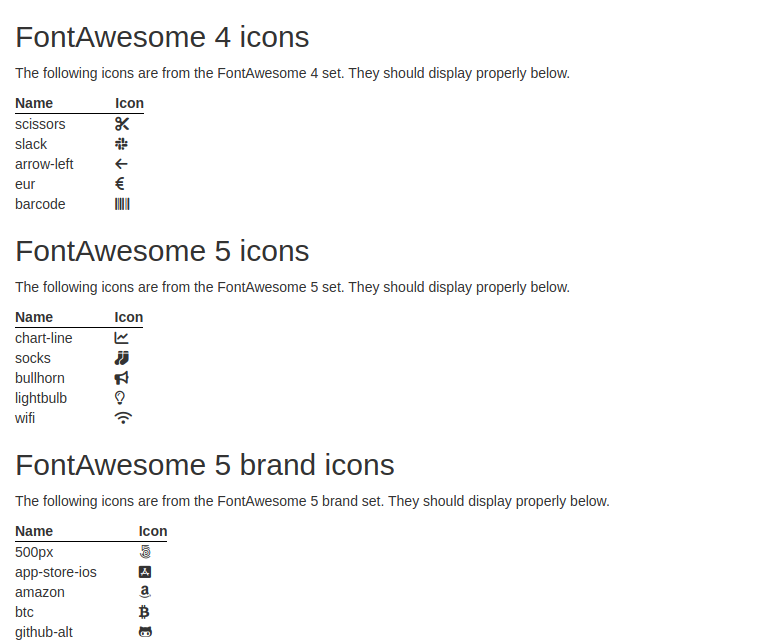 FontAwesome 4 icons
The following icons are from the FontAwesome 4 set. They should display properly below.
Name Icon
scissors
slack
arrow-left
eur
barcode
FontAwesome 5 icons
The following icons are from the FontAwesome 5 set. They should display properly below.
Name Icon
chart-line
socks
bullhorn
lightbulb
wifi
FontAwesome 5 brand icons
The following icons are from the FontAwesome 5 brand set. They should display properly below.
Name Icon
500px
app-store-ios
amazon
btc
github-alt